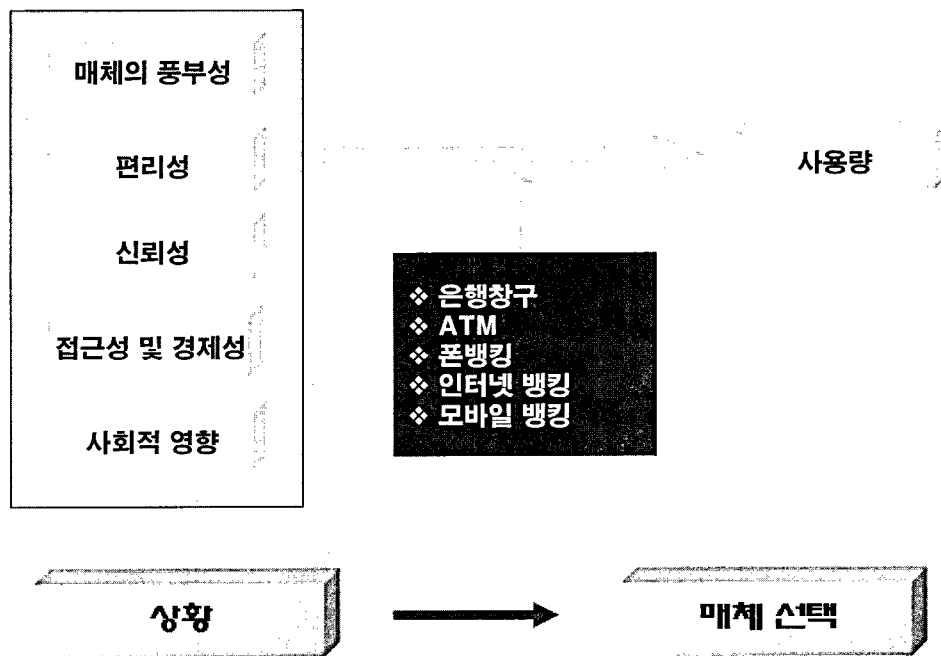 매체의 풍부성
편리성
신뢰성
접근성 및 경제성
사회적 영향
사용량
❖ 은행창구
❖ ATM
❖ 폰뱅킹
❖ 인터넷 뱅킹
❖ 모바일 뱅킹
상황
매체 선택